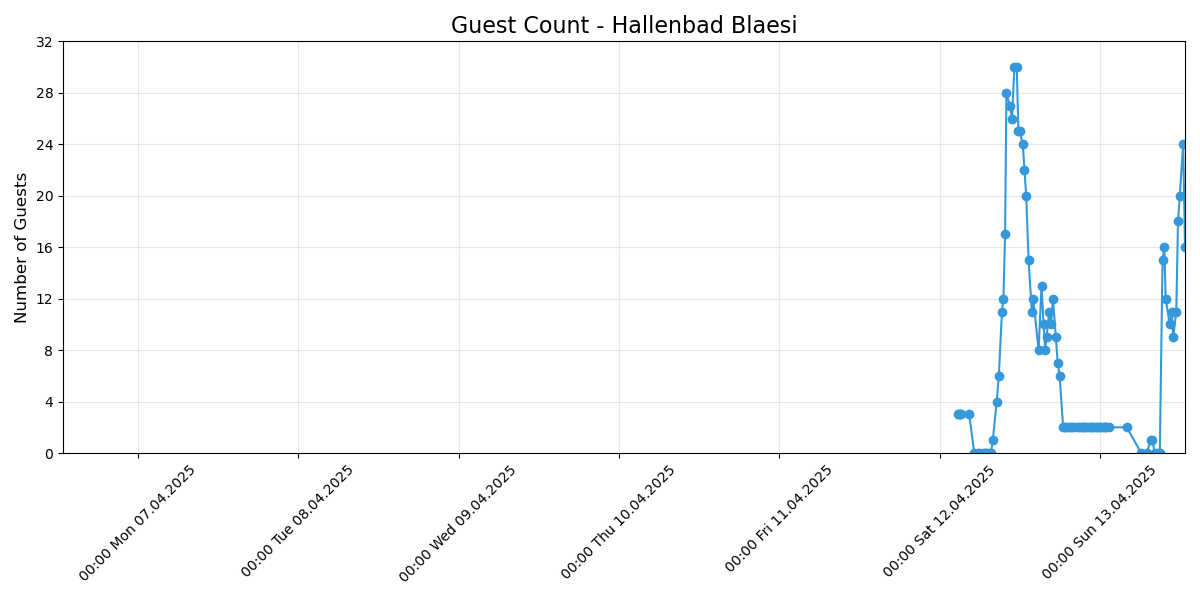 Guest Count - Hallenbad Blaesi
Number of Guests
32
28
24
20
16
12
8
4
0
00:00 Mon 07.04.2025
00:00 Tue 08.04.2025
00:00 Wed 09.04.2025
00:00 Thu 10.04.2025
00:00 Fri 11.04.2025
00:00 Sat 12.04.2025
00:00 Sun 13.04.2025